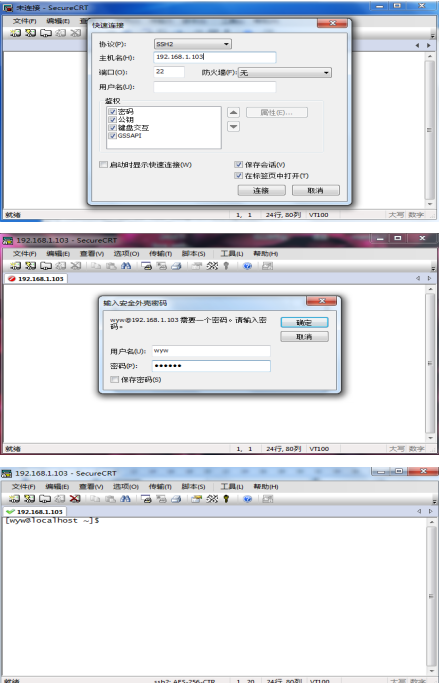 未连接 - SecureCRT
文件(F) 编辑(E)
快速连接
协议(P): SSH2
主机名(H): 192.168.1.103
端口(O): 22 防火墙(F): 无
用户名(U):
鉴权
密码
公钥
键盘交互
GSSAPI
属性(E)...
启动时显示快速连接(W) 保存会话(V)
在标签页中打开(T)
连接 取消
就绪 1, 1 24行, 80列 VT100 大写 数字
192.168.1.103 - SecureCRT
文件(F) 编辑(E) 查看(V) 选项(O) 传输(T) 脚本(S) 工具(L) 帮助(H)
192.168.1.103
输入安全外壳密码
wyw@192.168.1.103 需要一个密码。请输入密
码。
确定
取消
用户名(U): wyw
密码(P): ●●●●●●
保存密码(S)
就绪 1, 1 24行, 80列 VT100 大写 数字
192.168.1.103 - SecureCRT
文件(F) 编辑(E) 查看(V) 选项(O) 传输(T) 脚本(S) 工具(L) 帮助(H)
192.168.1.103
[wyw@localhost ~]$
就绪 ssh2: AES-256-CTR 1, 20 24行, 80列 VT100 大写 数字